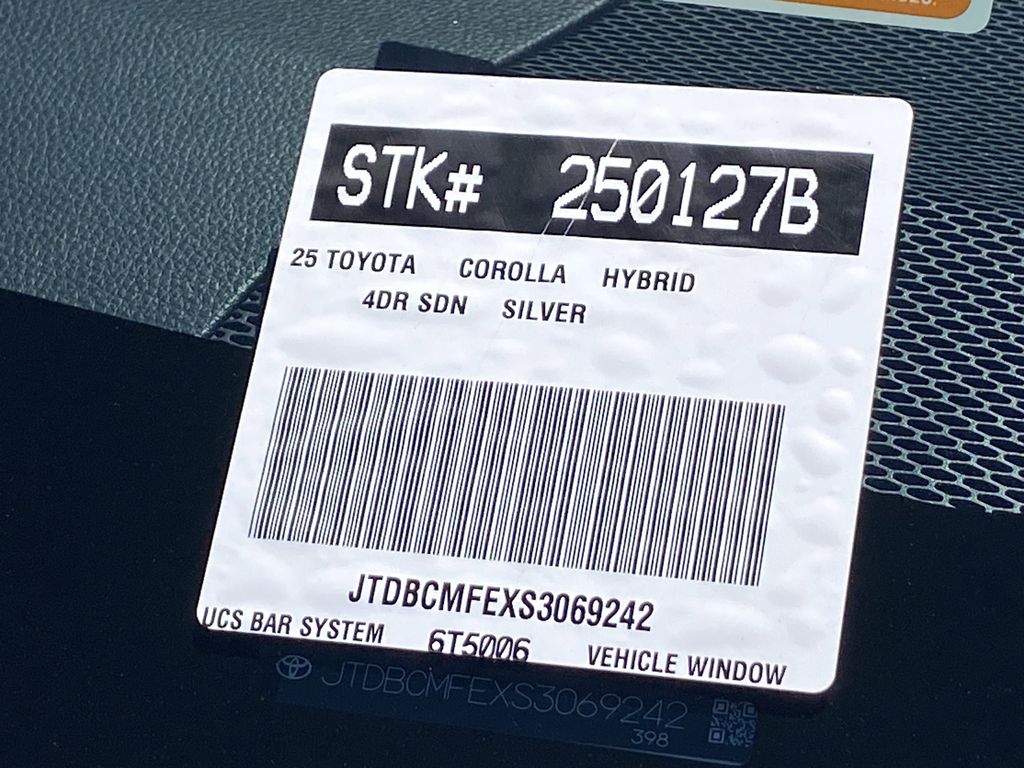 STK# 250127B
25 TOYOTA COROLLA HYBRID
4DR SDN SILVER
JTDBCMFEXS3069242
UCS BAR SYSTEM 6T5006 VEHICLE WINDOW
JTDBCMFEXS3069242
398